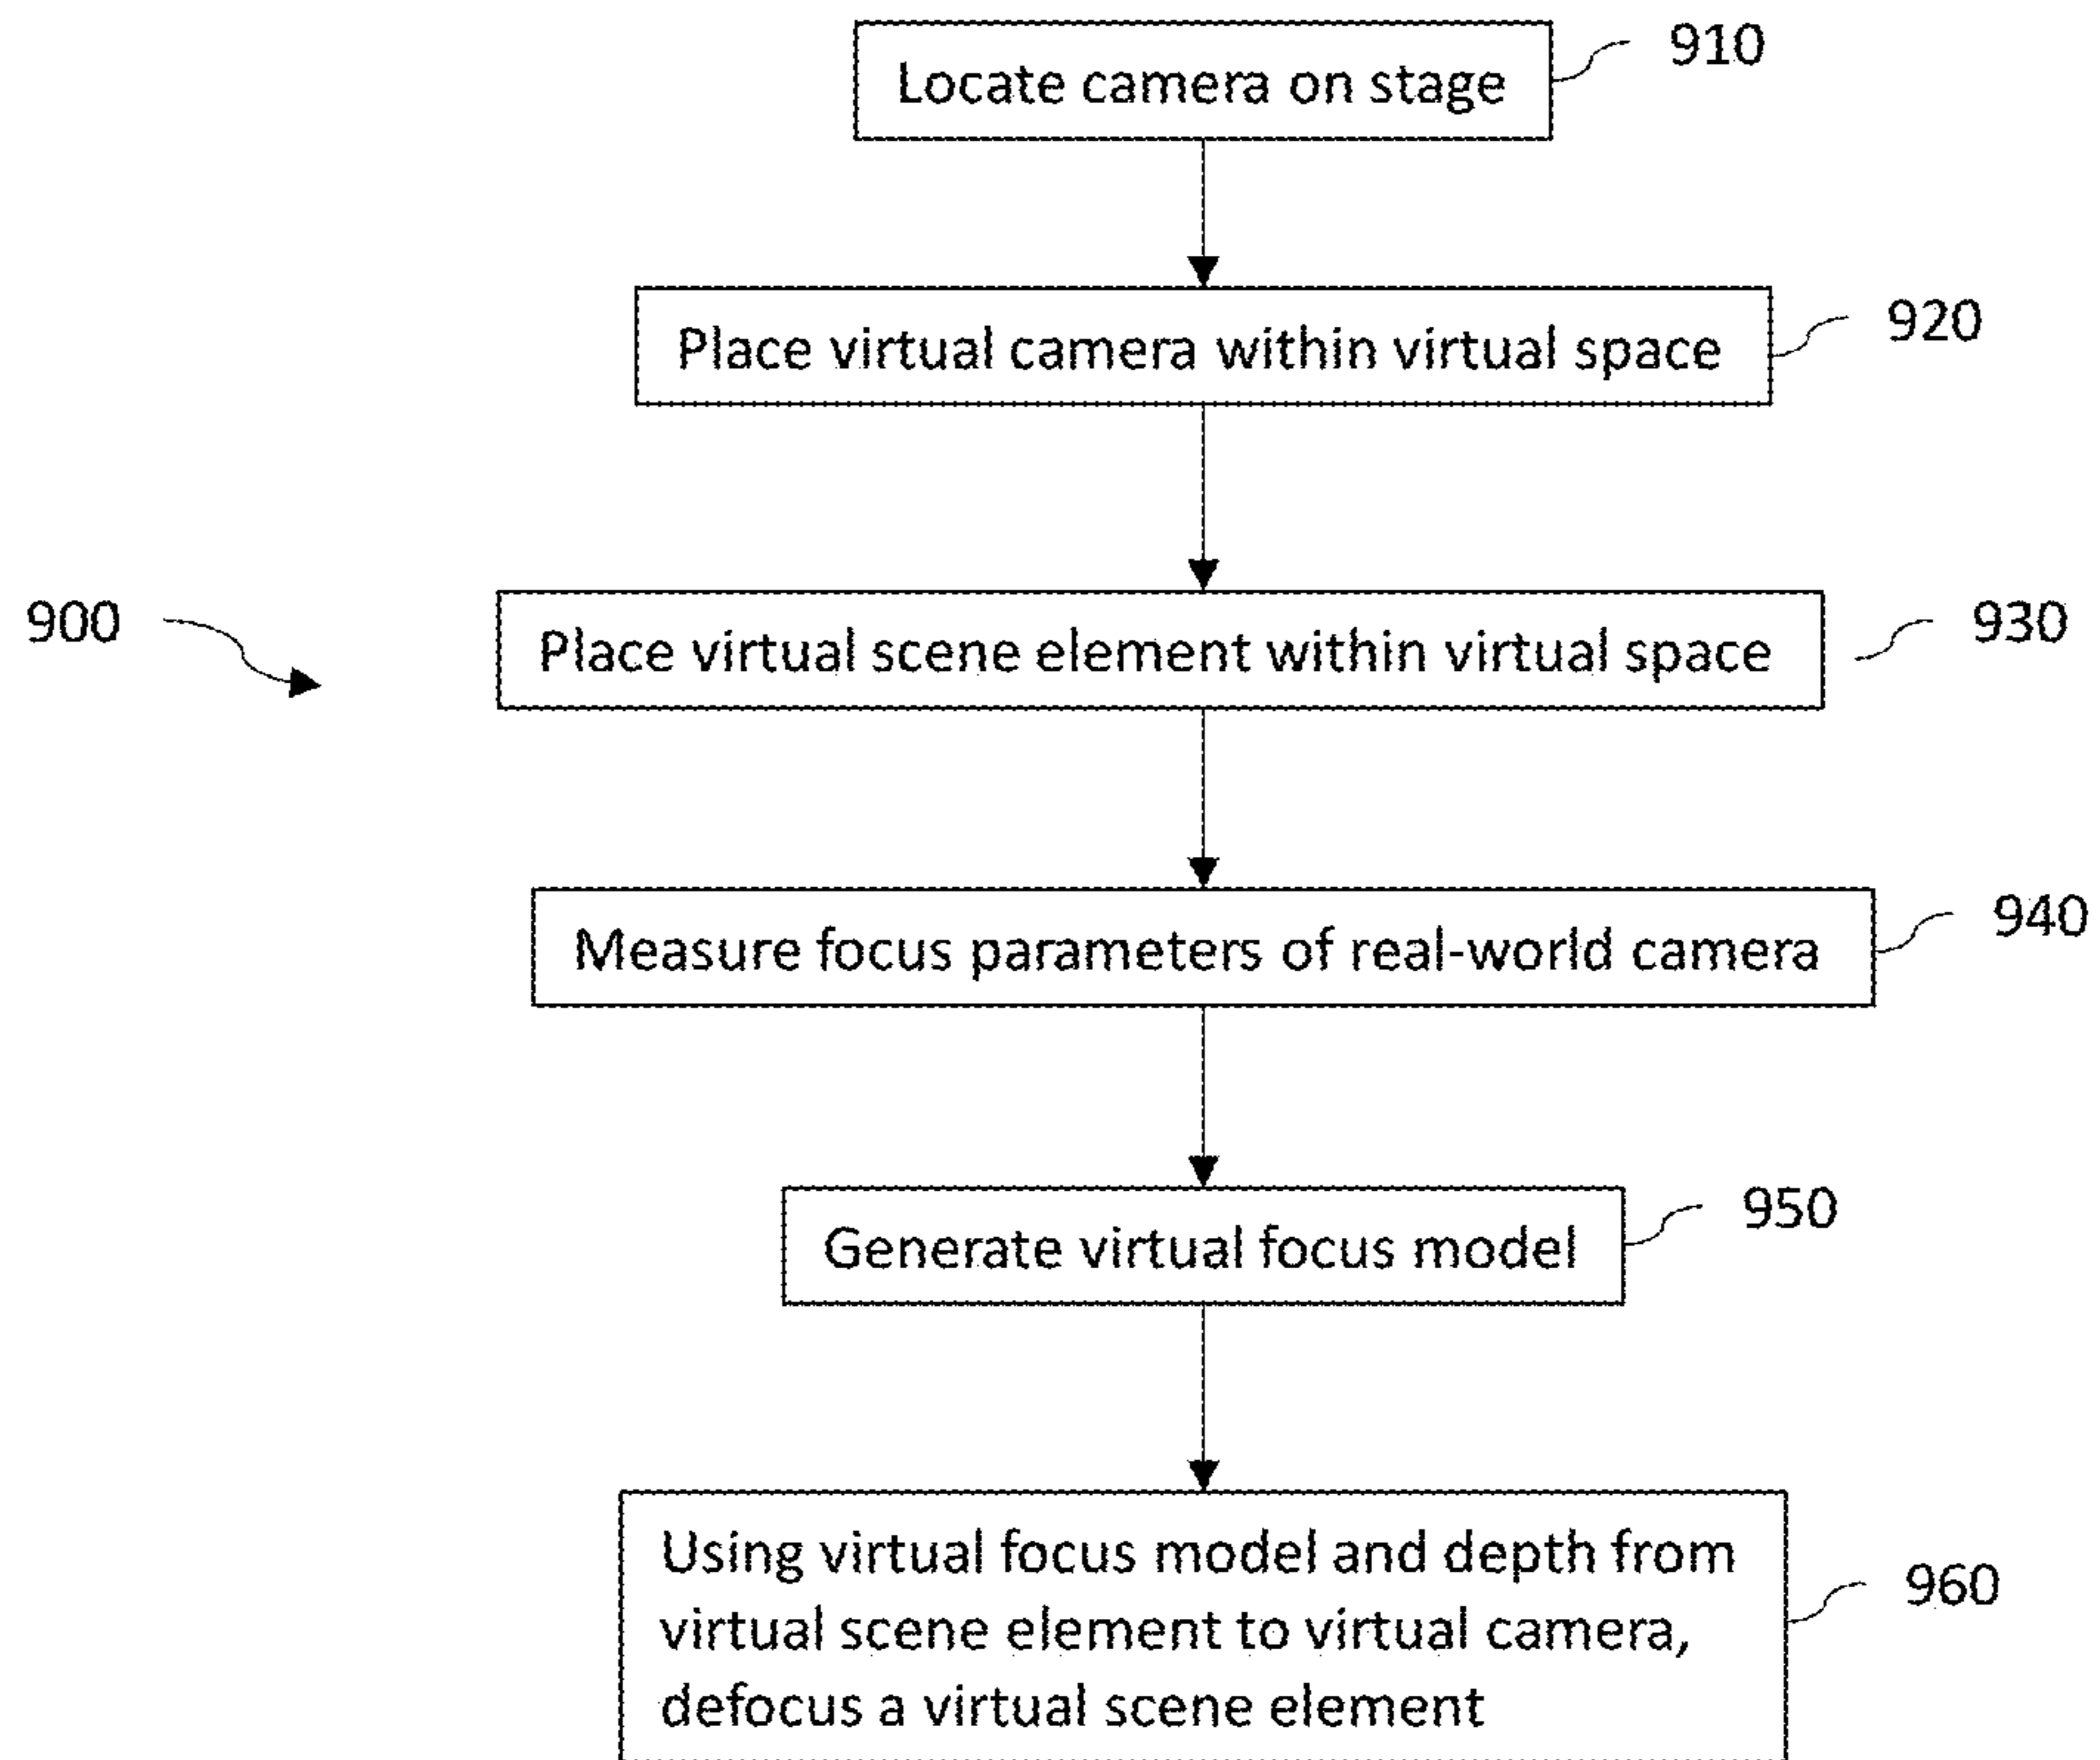 Locate camera on stage
910
Place virtual camera within virtual space
920
900
Place virtual scene element within virtual space
930
Measure focus parameters of real-world camera
940
Generate virtual focus model
950
Using virtual focus model and depth from
virtual scene element to virtual camera,
defocus a virtual scene element
960